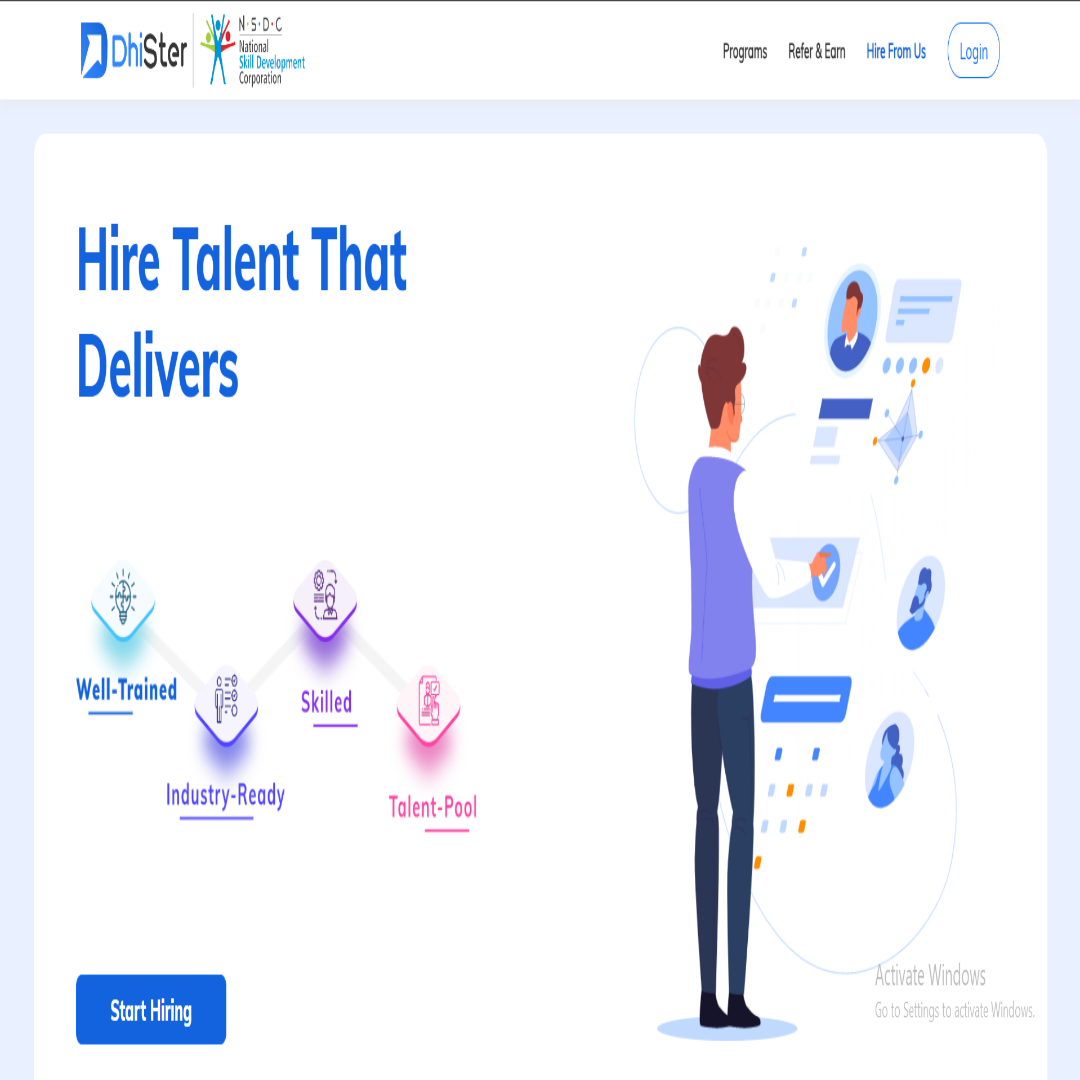 DhiSter
N·S·D·C
National
Skill Development
Corporation
Programs
Refer & Earn
Hire From Us
Login
Hire Talent That
Delivers
Well-Trained
Skilled
Industry-Ready
Talent-Pool
Start Hiring
Activate Windows
Go to Settings to activate Windows.